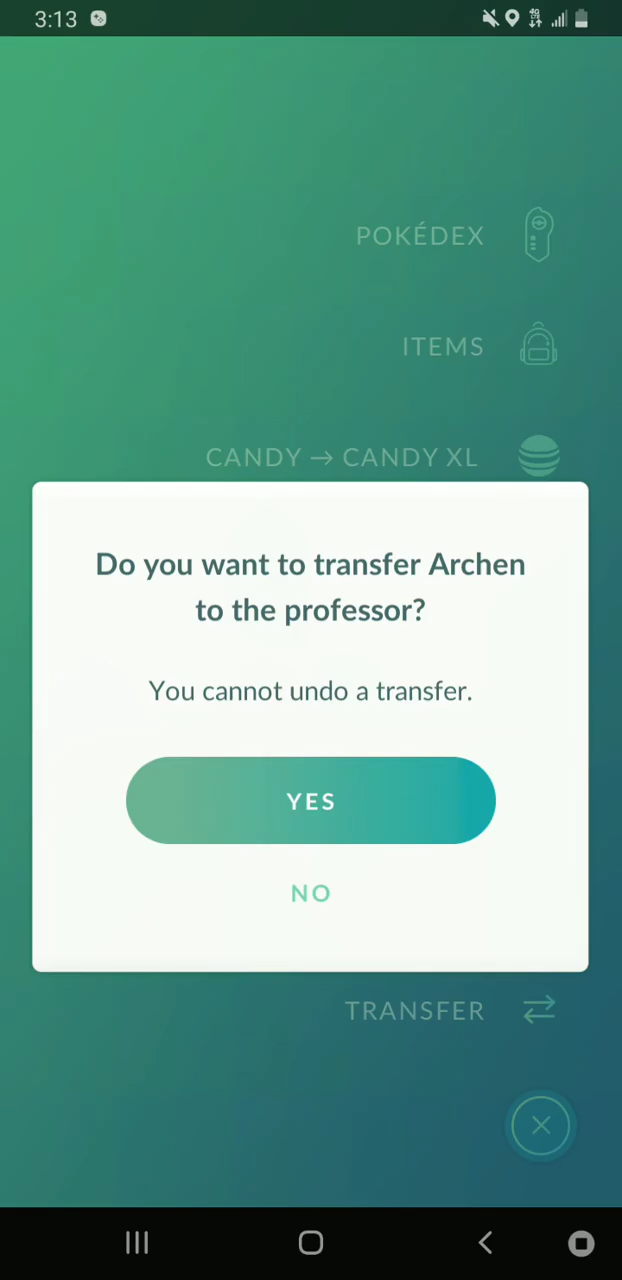 3:13
POKÉDEX
ITEMS
CANDY → CANDY XL
Do you want to transfer Archen
to the professor?
You cannot undo a transfer.
YES
NO
TRANSFER